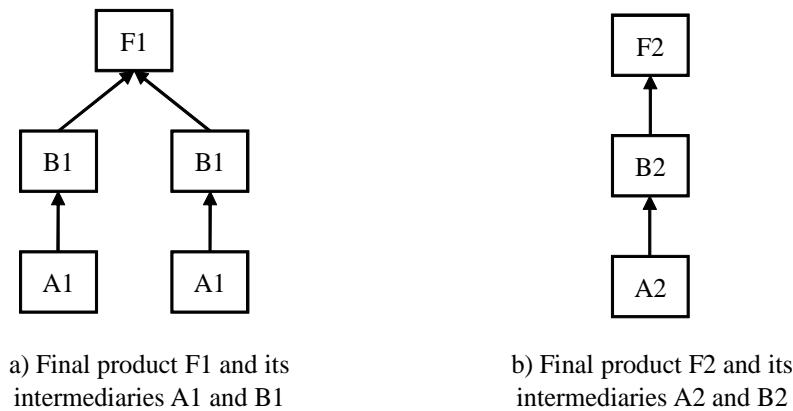 F1
F2
B1 B1
B2
A1 A1
A2
a) Final product F1 and its
intermediaries A1 and B1
b) Final product F2 and its
intermediaries A2 and B2